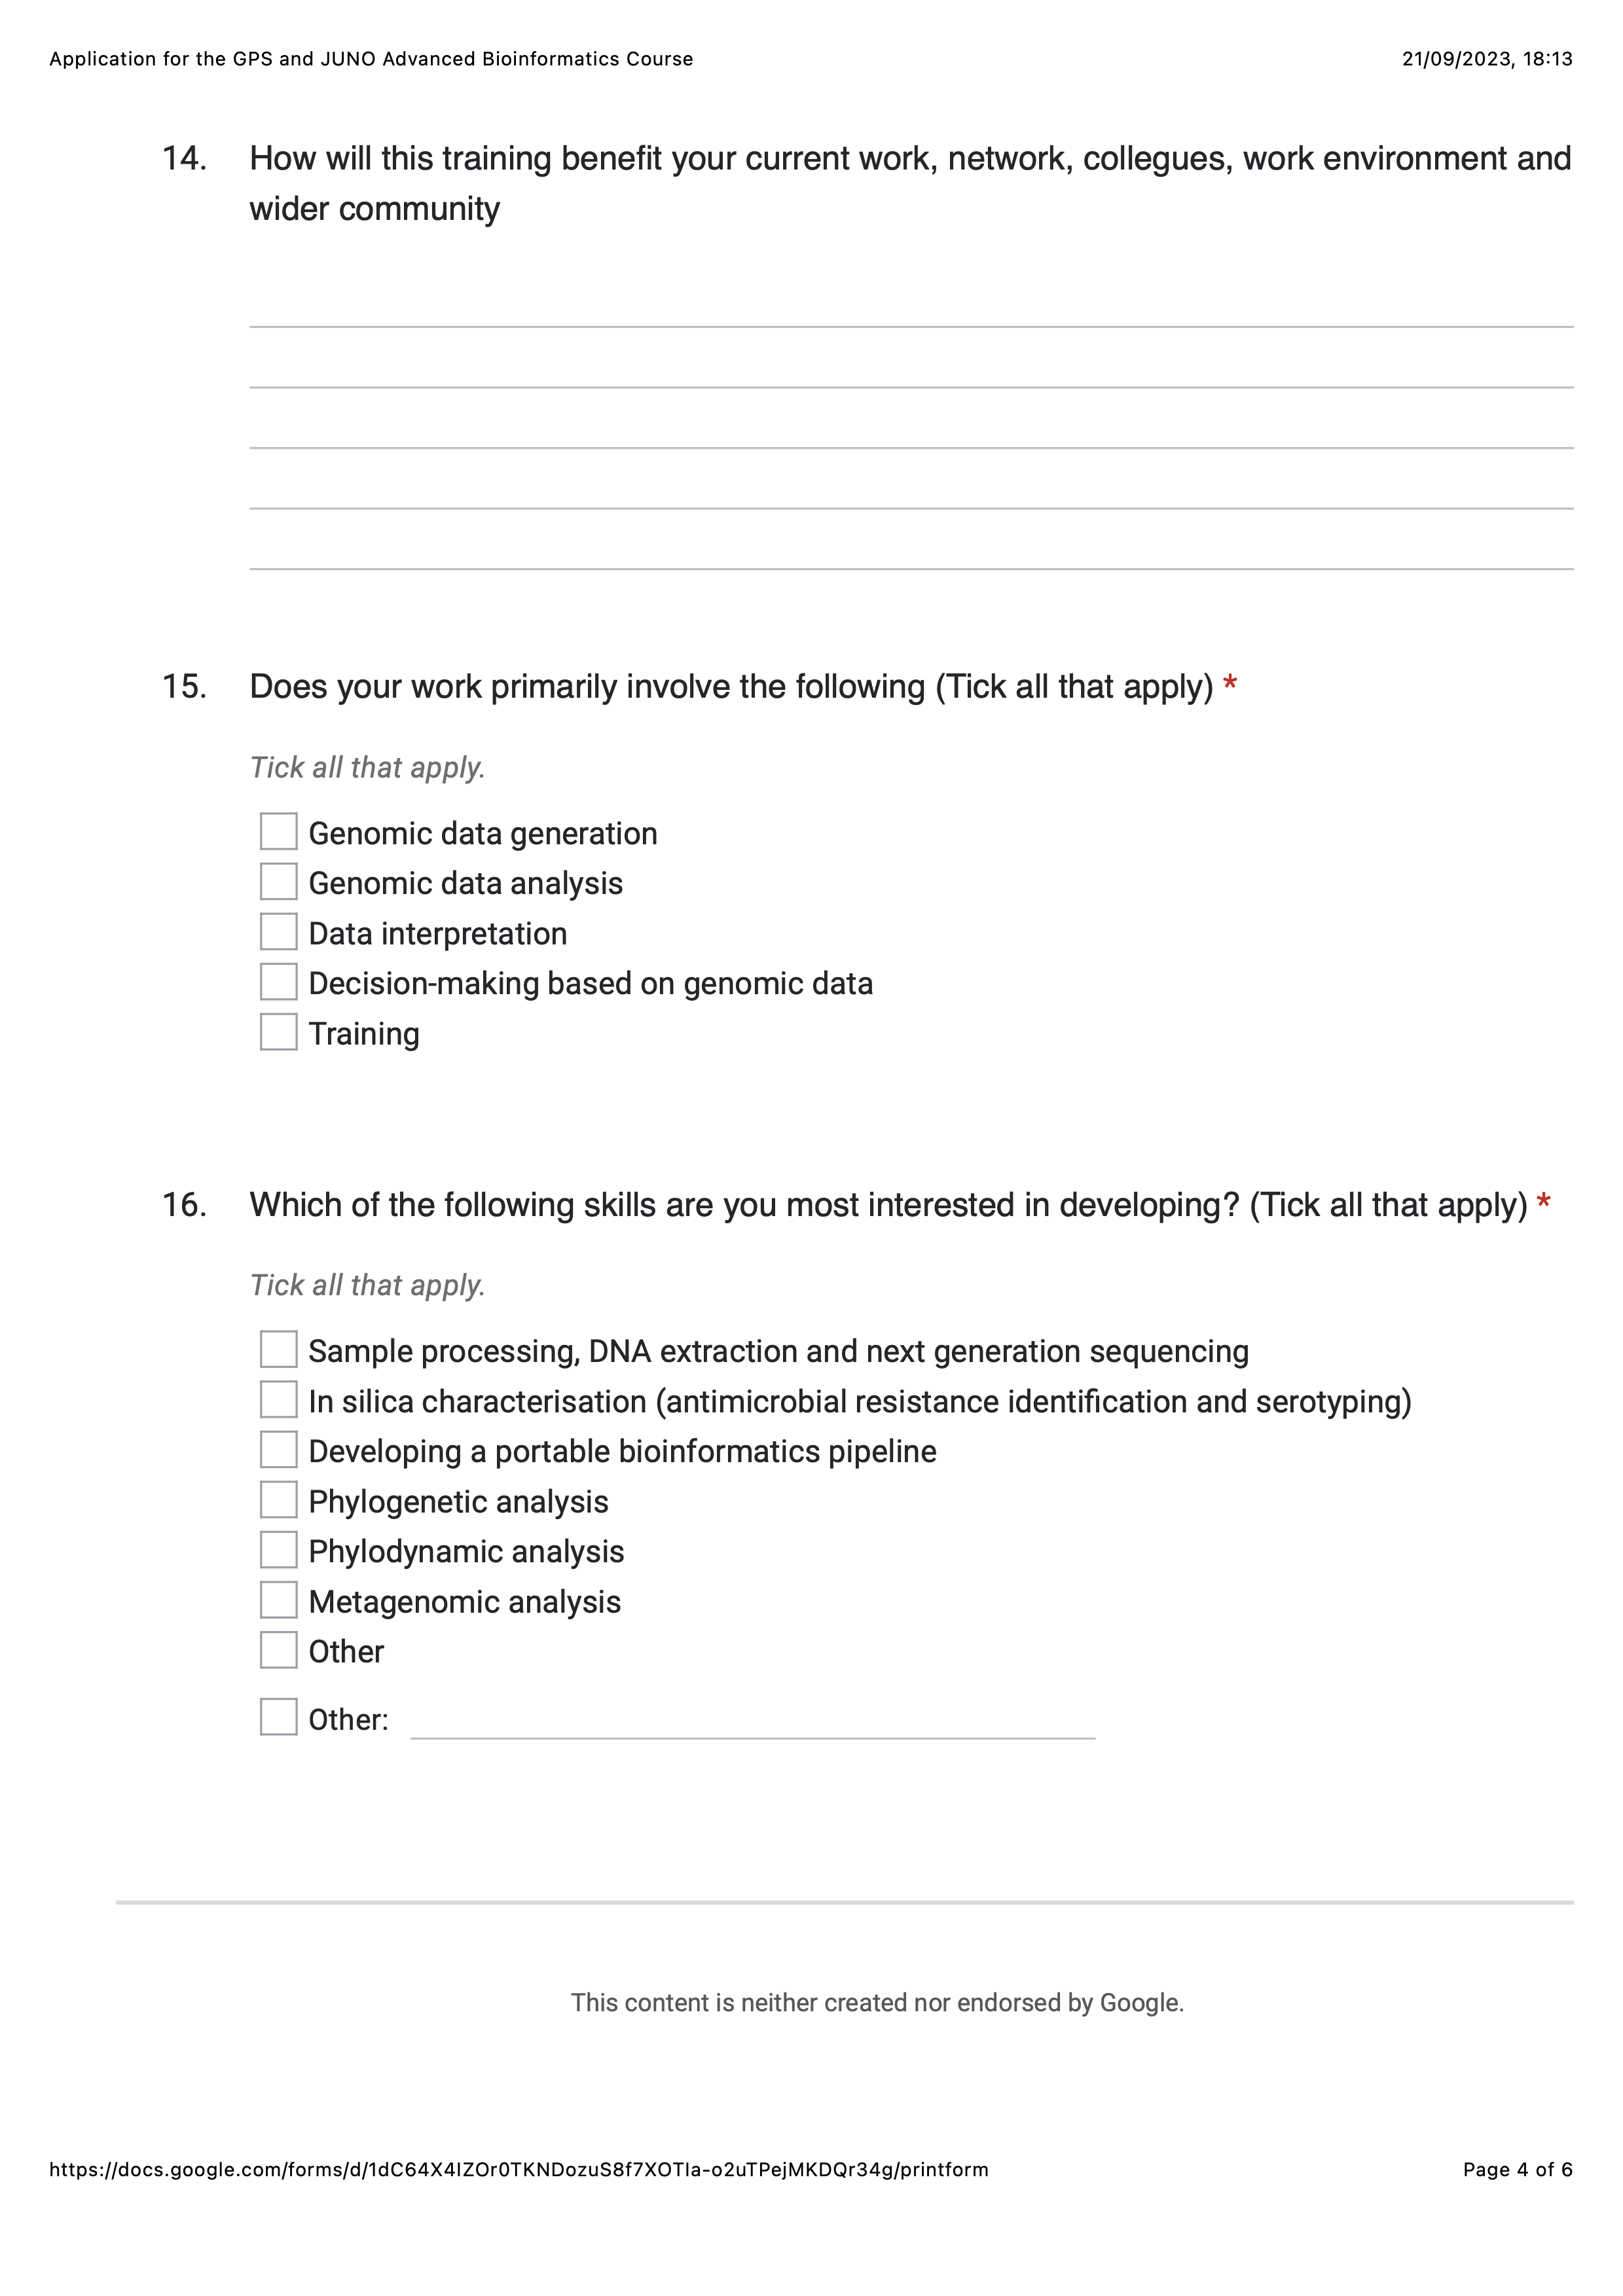 Application for the GPS and JUNO Advanced Bioinformatics Course 21/09/2023, 18:13
14. How will this training benefit your current work, network, collegues, work environment and
wider community
15. Does your work primarily involve the following (Tick all that apply) *
Tick all that apply.
Genomic data generation
Genomic data analysis
Data interpretation
Decision-making based on genomic data
Training
16. Which of the following skills are you most interested in developing? (Tick all that apply) *
Tick all that apply.
Sample processing, DNA extraction and next generation sequencing
In silica characterisation (antimicrobial resistance identification and serotyping)
Developing a portable bioinformatics pipeline
Phylogenetic analysis
Phylodynamic analysis
Metagenomic analysis
Other
Other:
This content is neither created nor endorsed by Google.
https://docs.google.com/forms/d/1dC64X4IZOr0TKNDozuS8f7XOTIa-o2uTPejMKDQr34g/printform Page 4 of 6